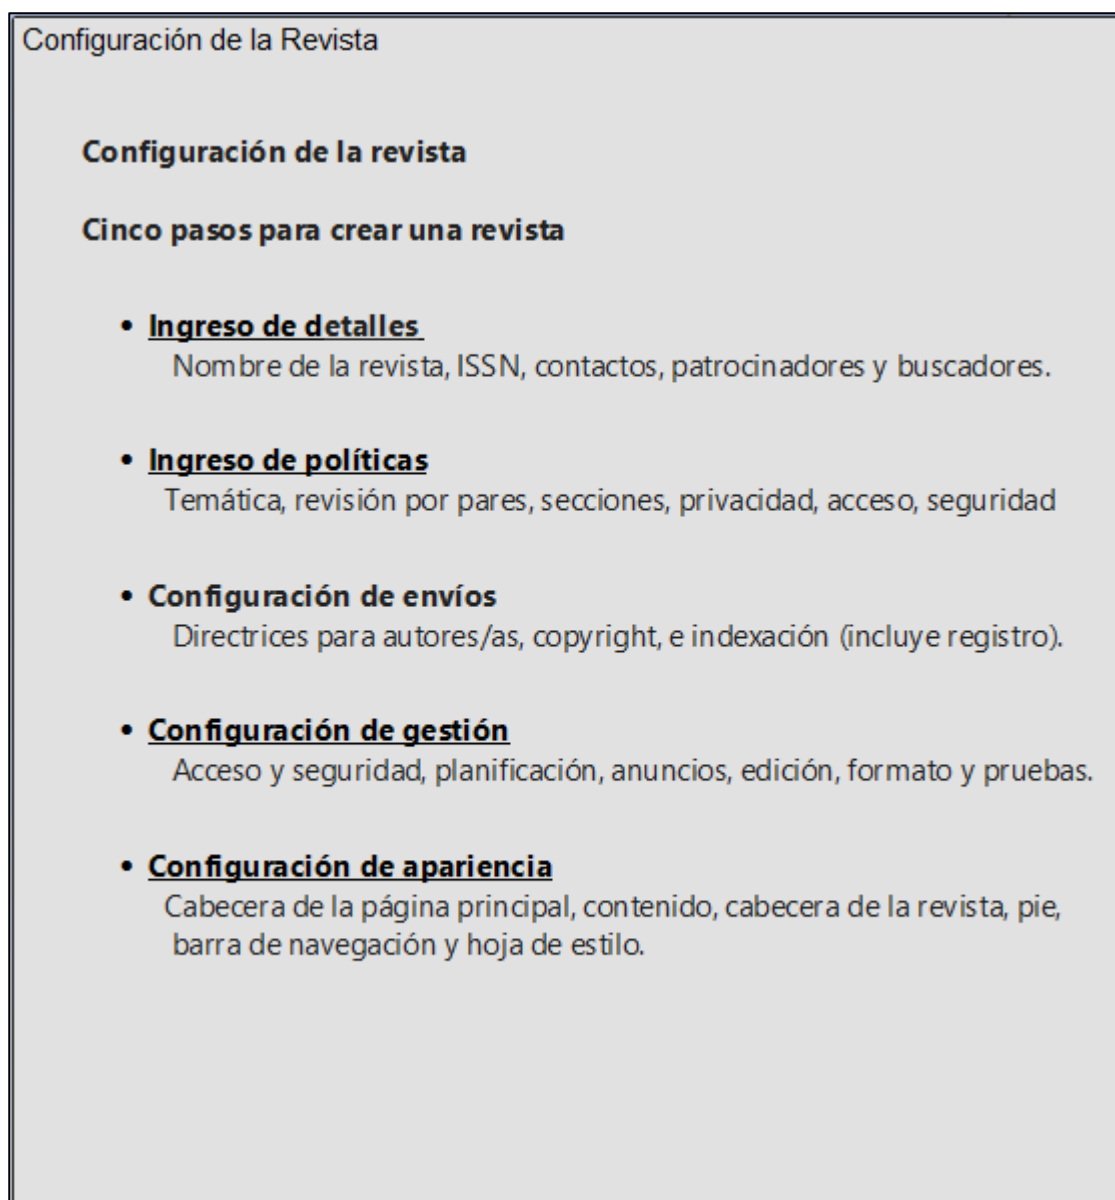 Configuración de la Revista
Configuración de la revista
Cinco pasos para crear una revista
• Ingreso de detalles
Nombre de la revista, ISSN, contactos, patrocinadores y buscadores.
• Ingreso de políticas
Temática, revisión por pares, secciones, privacidad, acceso, seguridad
• Configuración de envíos
Directrices para autores/as, copyright, e indexación (incluye registro).
• Configuración de gestión
Acceso y seguridad, planificación, anuncios, edición, formato y pruebas.
• Configuración de apariencia
Cabecera de la página principal, contenido, cabecera de la revista, pie,
barra de navegación y hoja de estilo.